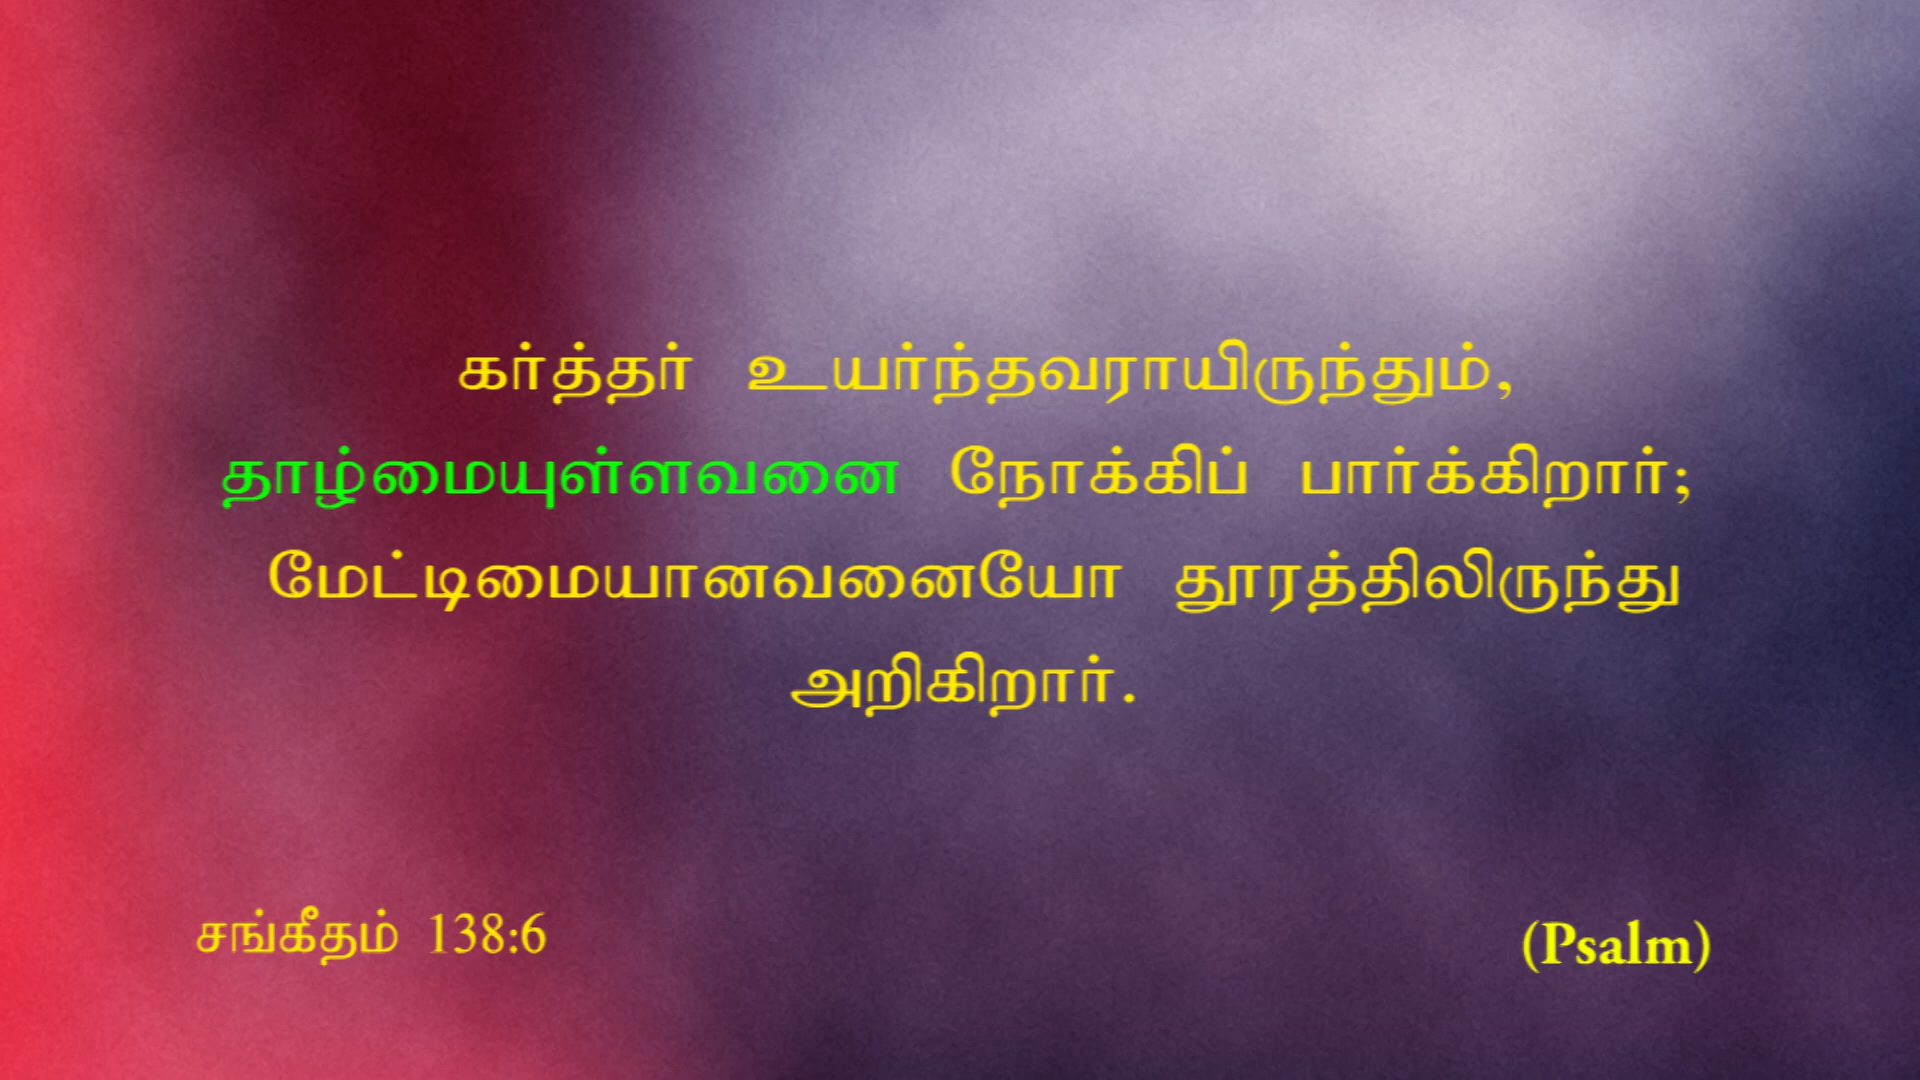 கர்த்தர் உயர்ந்தவராயிருந்தும்,
தாழ்மையுள்ளவனை நோக்கிப் பார்க்கிறார்;
மேட்டிமையானவனையோ தூரத்திலிருந்து
அறிகிறார்.
சங்கீதம் 138:6
(Psalm)